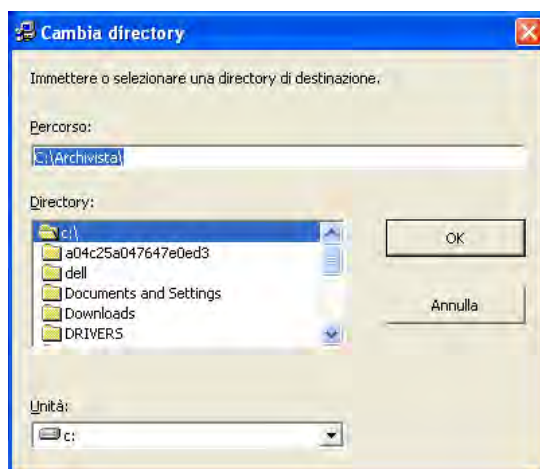 Cambia directory
Immettere o selezionare una directory di destinazione.
Percorso:
C:\Archivista\
Directory:
c:\
a04c25a047647e0ed3
dell
Documents and Settings
Downloads
DRIVERS
OK
Annulla
Unità:
c: